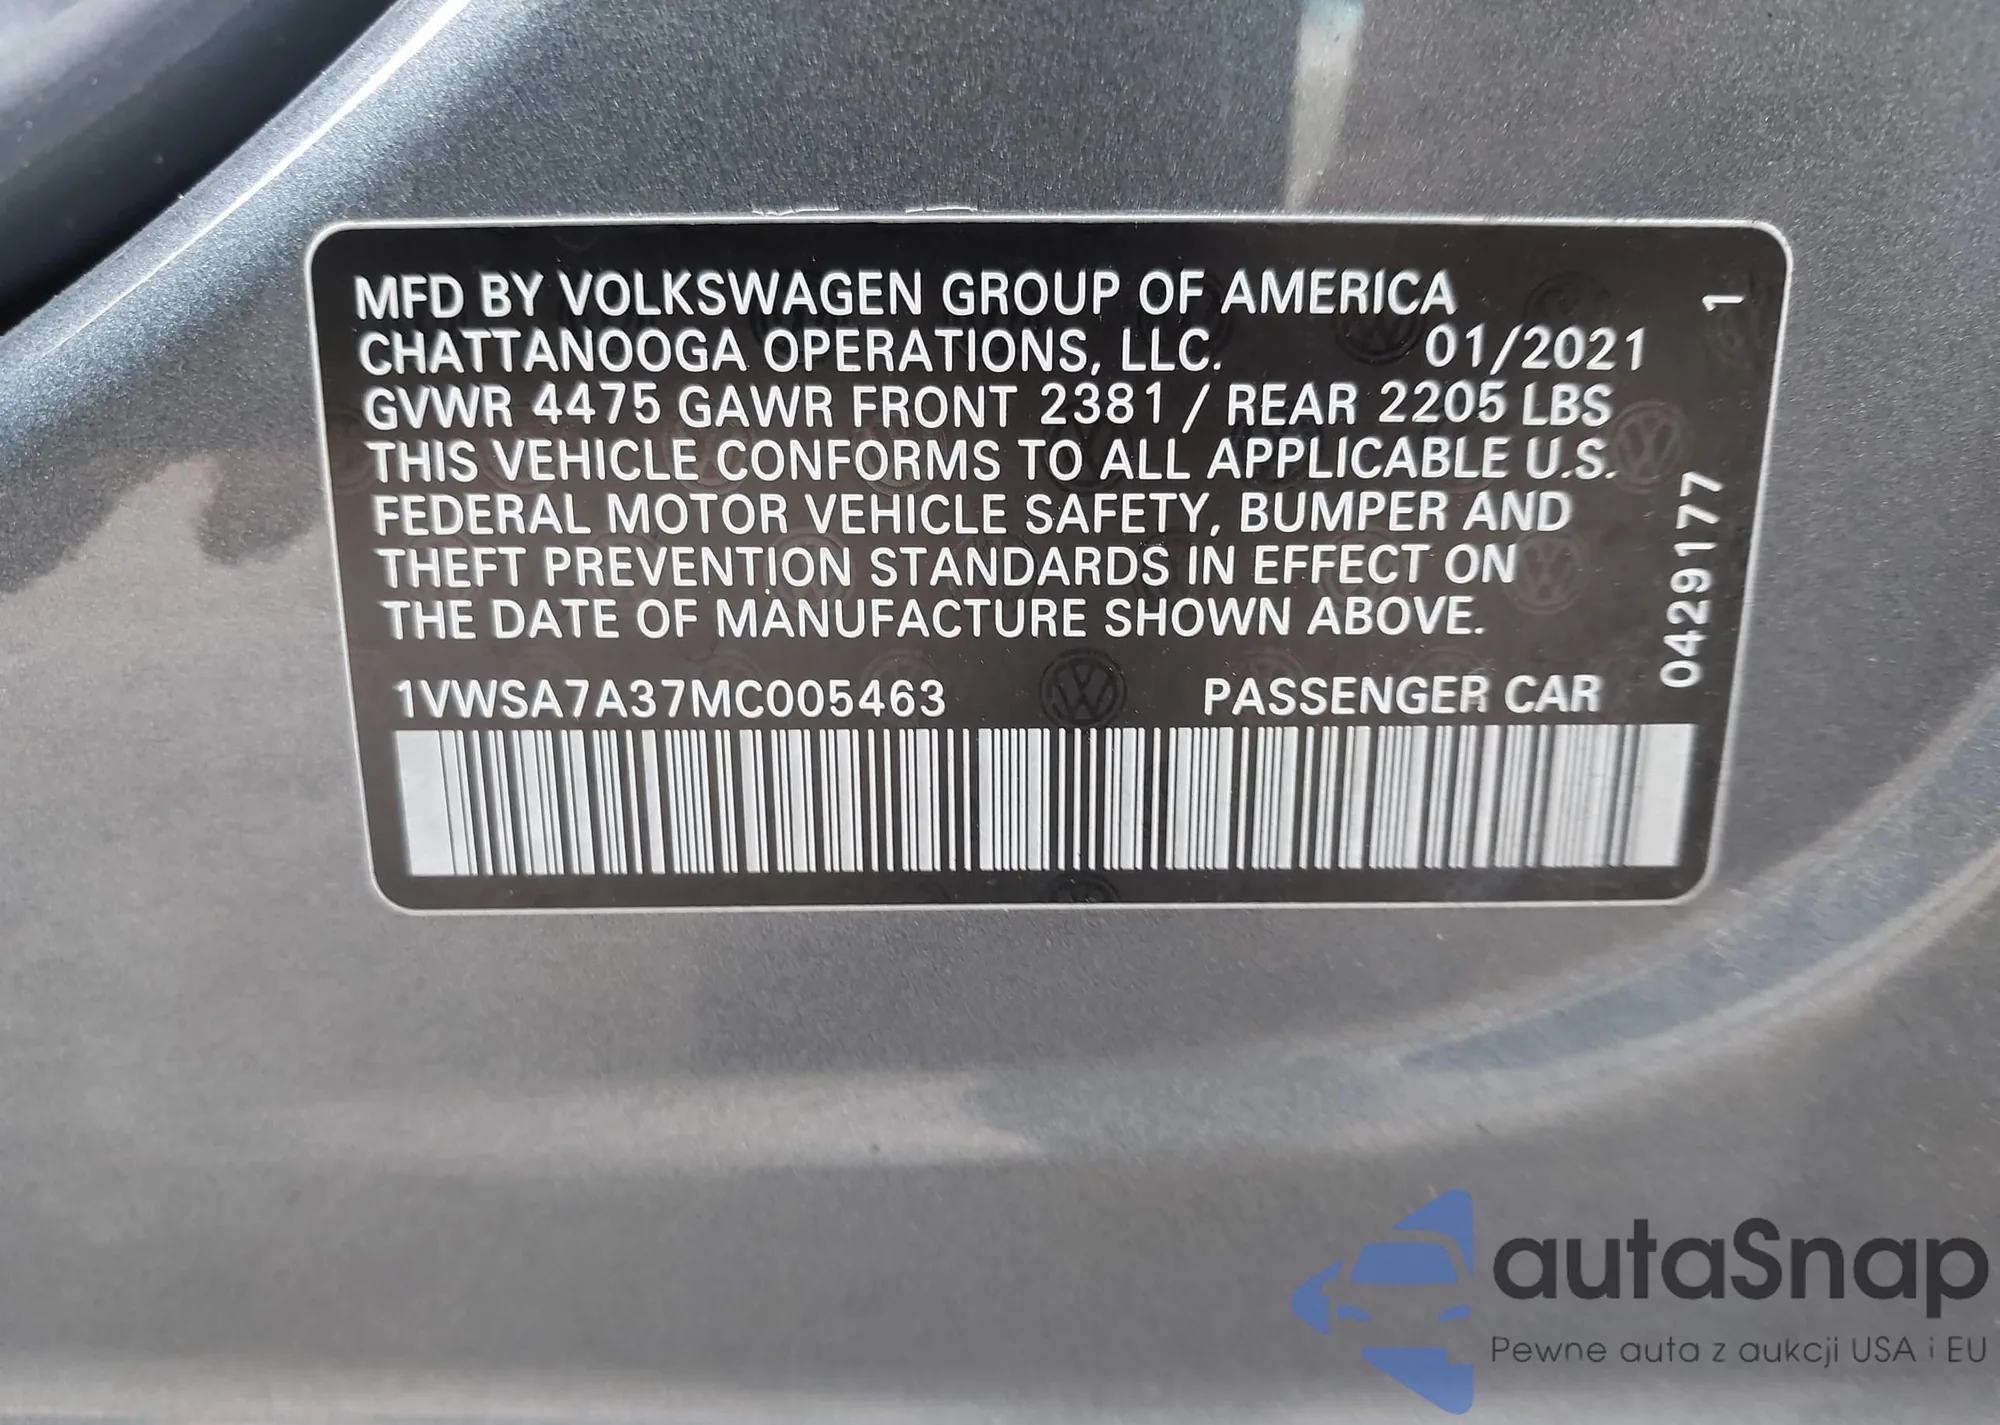 MFD BY VOLKSWAGEN GROUP OF AMERICA
CHATTANOOGA OPERATIONS, LLC. 01/2021
GVWR 4475 GAWR FRONT 2381 / REAR 2205 LBS
THIS VEHICLE CONFORMS TO ALL APPLICABLE U.S.
FEDERAL MOTOR VEHICLE SAFETY, BUMPER AND
THEFT PREVENTION STANDARDS IN EFFECT ON
THE DATE OF MANUFACTURE SHOWN ABOVE.
1VWSA7A37MC005463 PASSENGER CAR
0429177 1
autaSnap
Pewne auta z aukcji USA i EU